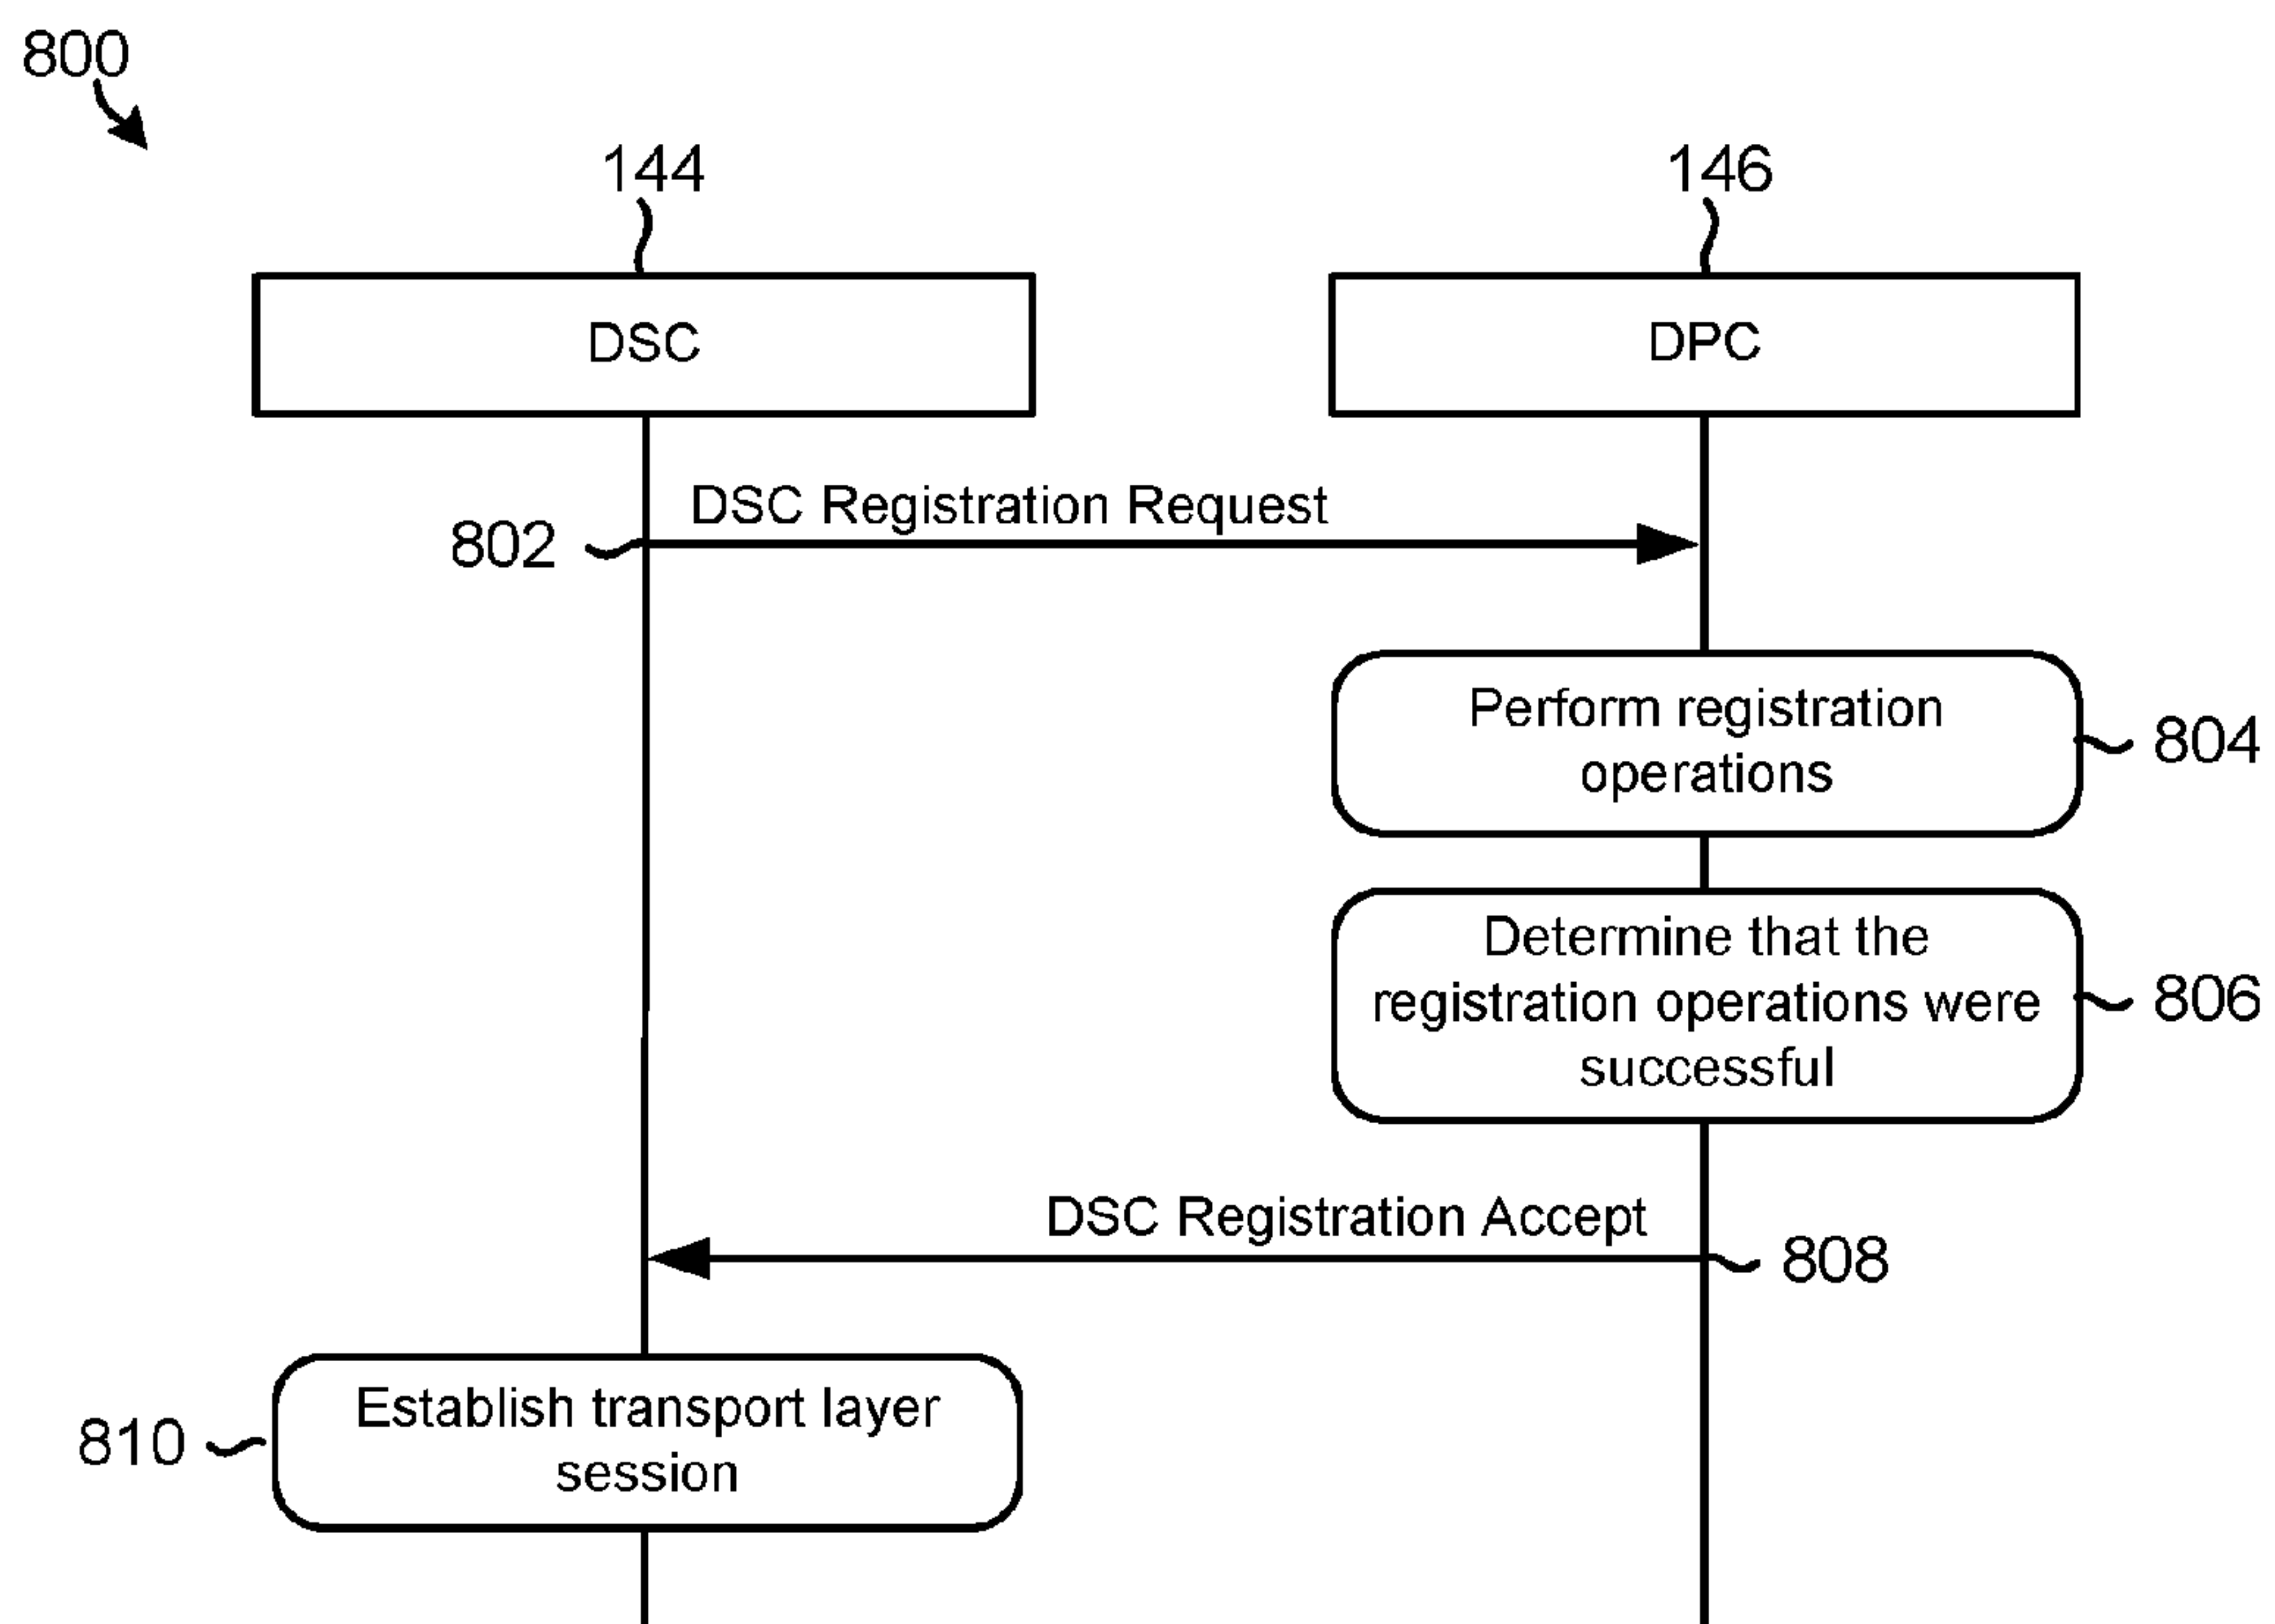 800
144
146
DSC
DPC
DSC Registration Request
802
Perform registration
operations
804
Determine that the
registration operations were
successful
806
DSC Registration Accept
808
Establish transport layer
session
810